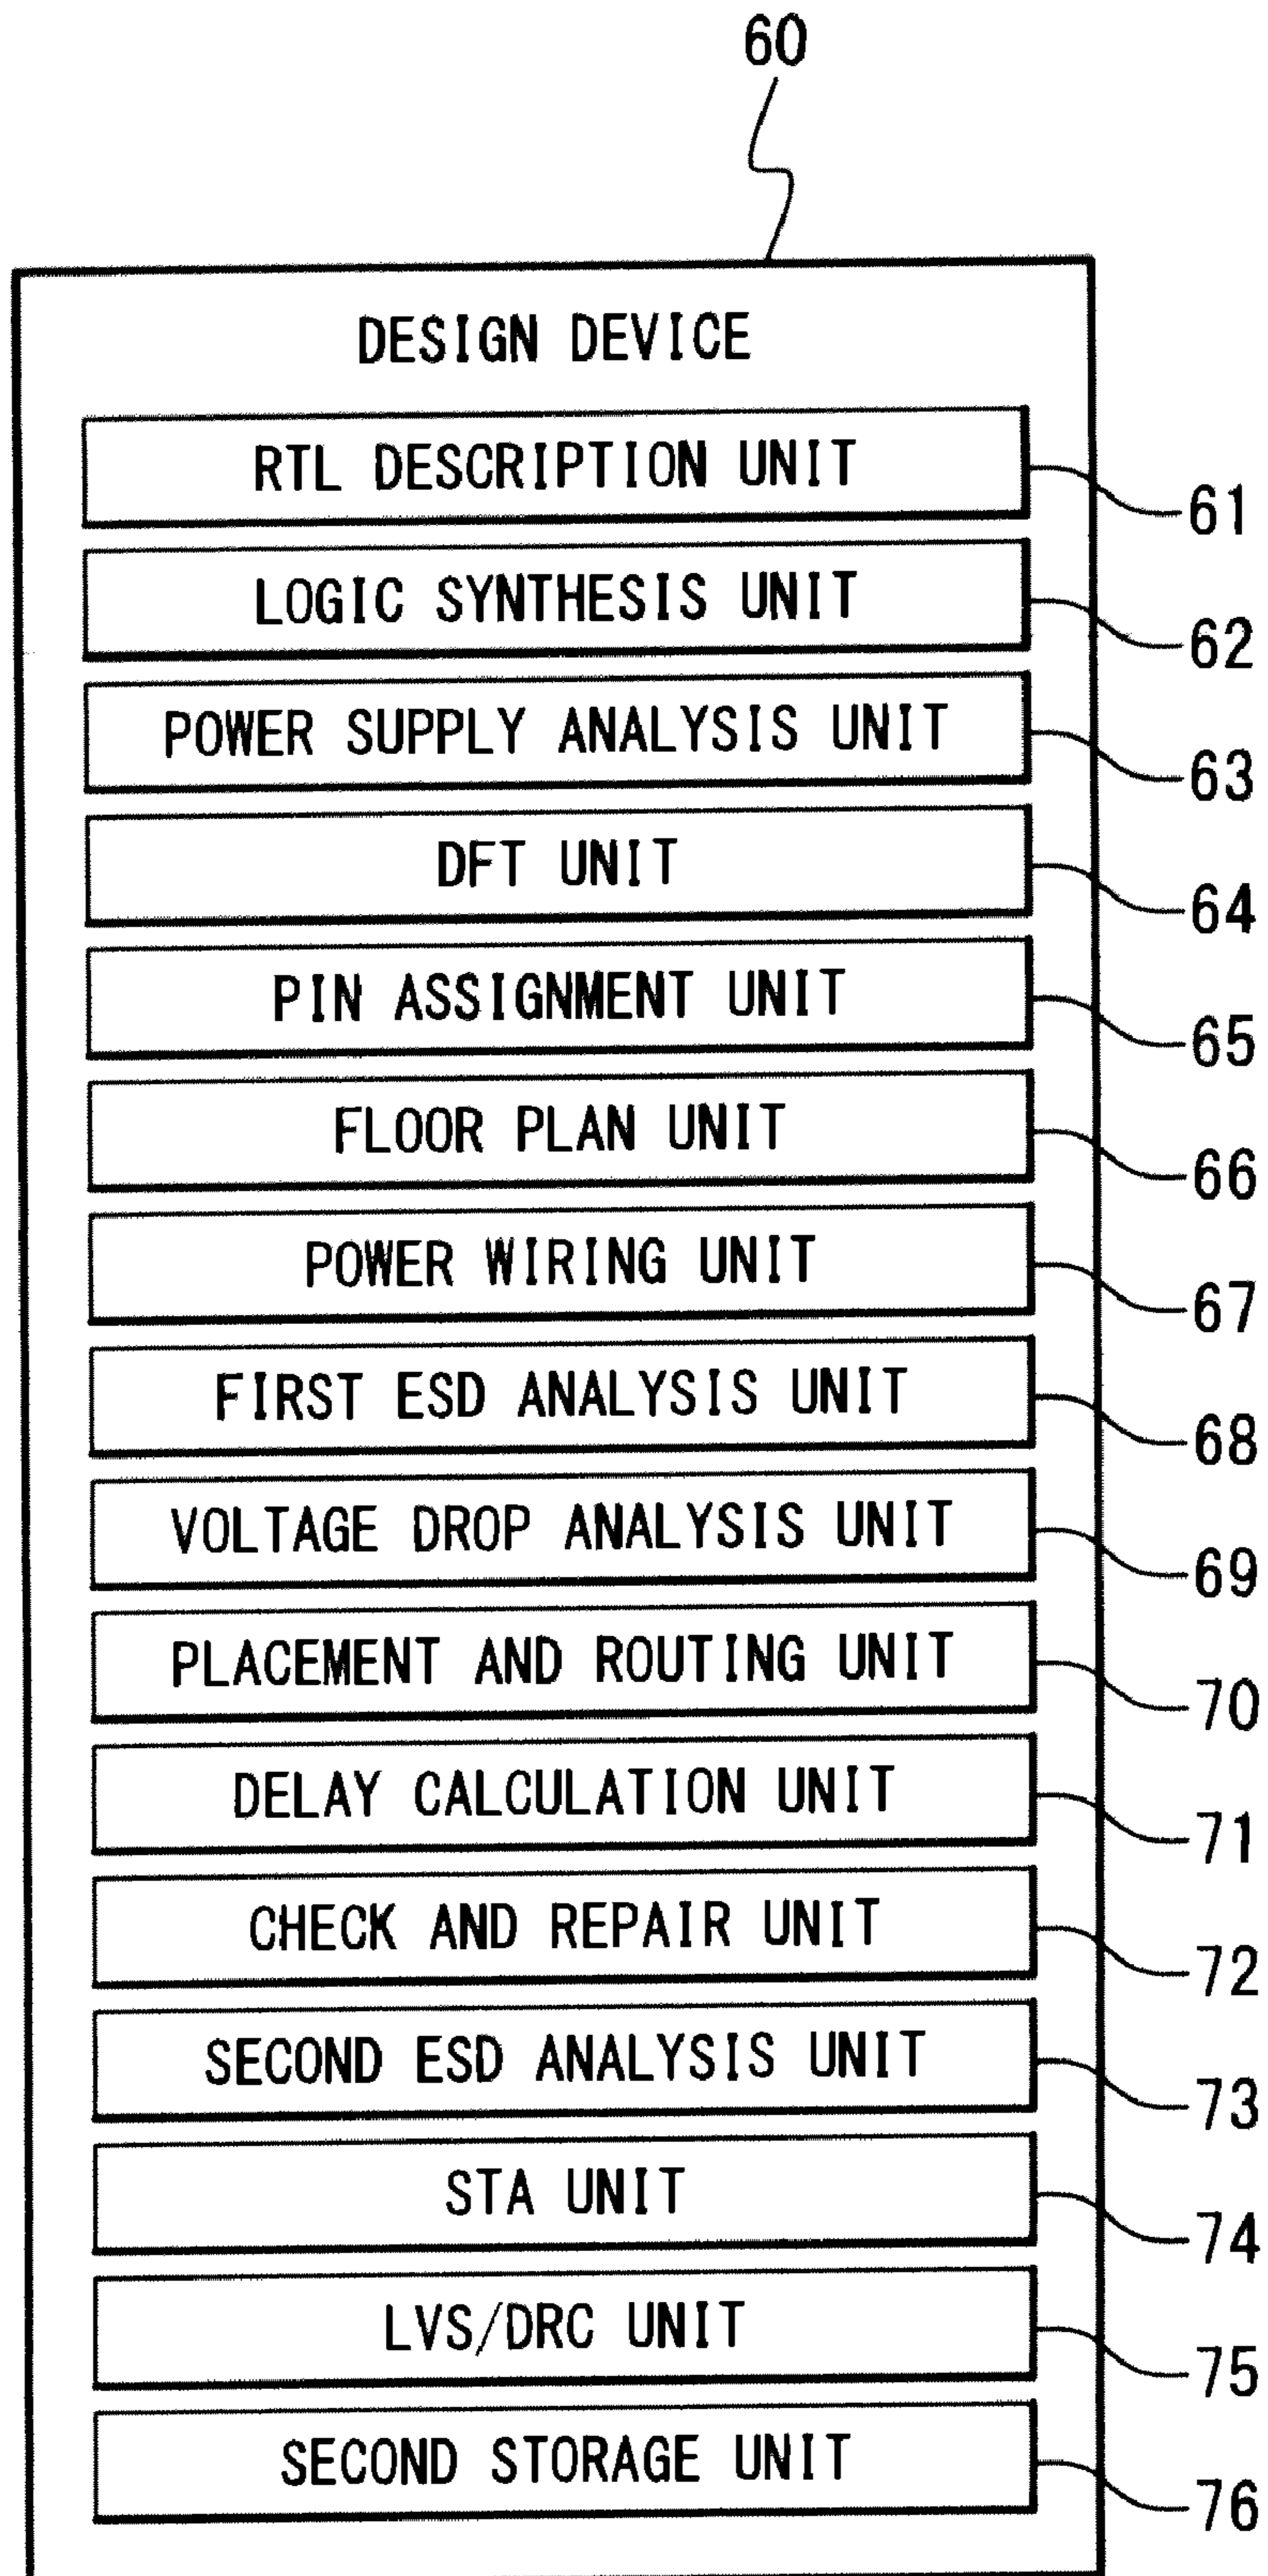 60
DESIGN DEVICE
RTL DESCRIPTION UNIT
61
LOGIC SYNTHESIS UNIT
62
POWER SUPPLY ANALYSIS UNIT
63
DFT UNIT
64
PIN ASSIGNMENT UNIT
65
FLOOR PLAN UNIT
66
POWER WIRING UNIT
67
FIRST ESD ANALYSIS UNIT
68
VOLTAGE DROP ANALYSIS UNIT
69
PLACEMENT AND ROUTING UNIT
70
DELAY CALCULATION UNIT
71
CHECK AND REPAIR UNIT
72
SECOND ESD ANALYSIS UNIT
73
STA UNIT
74
LVS/DRC UNIT
75
SECOND STORAGE UNIT
76